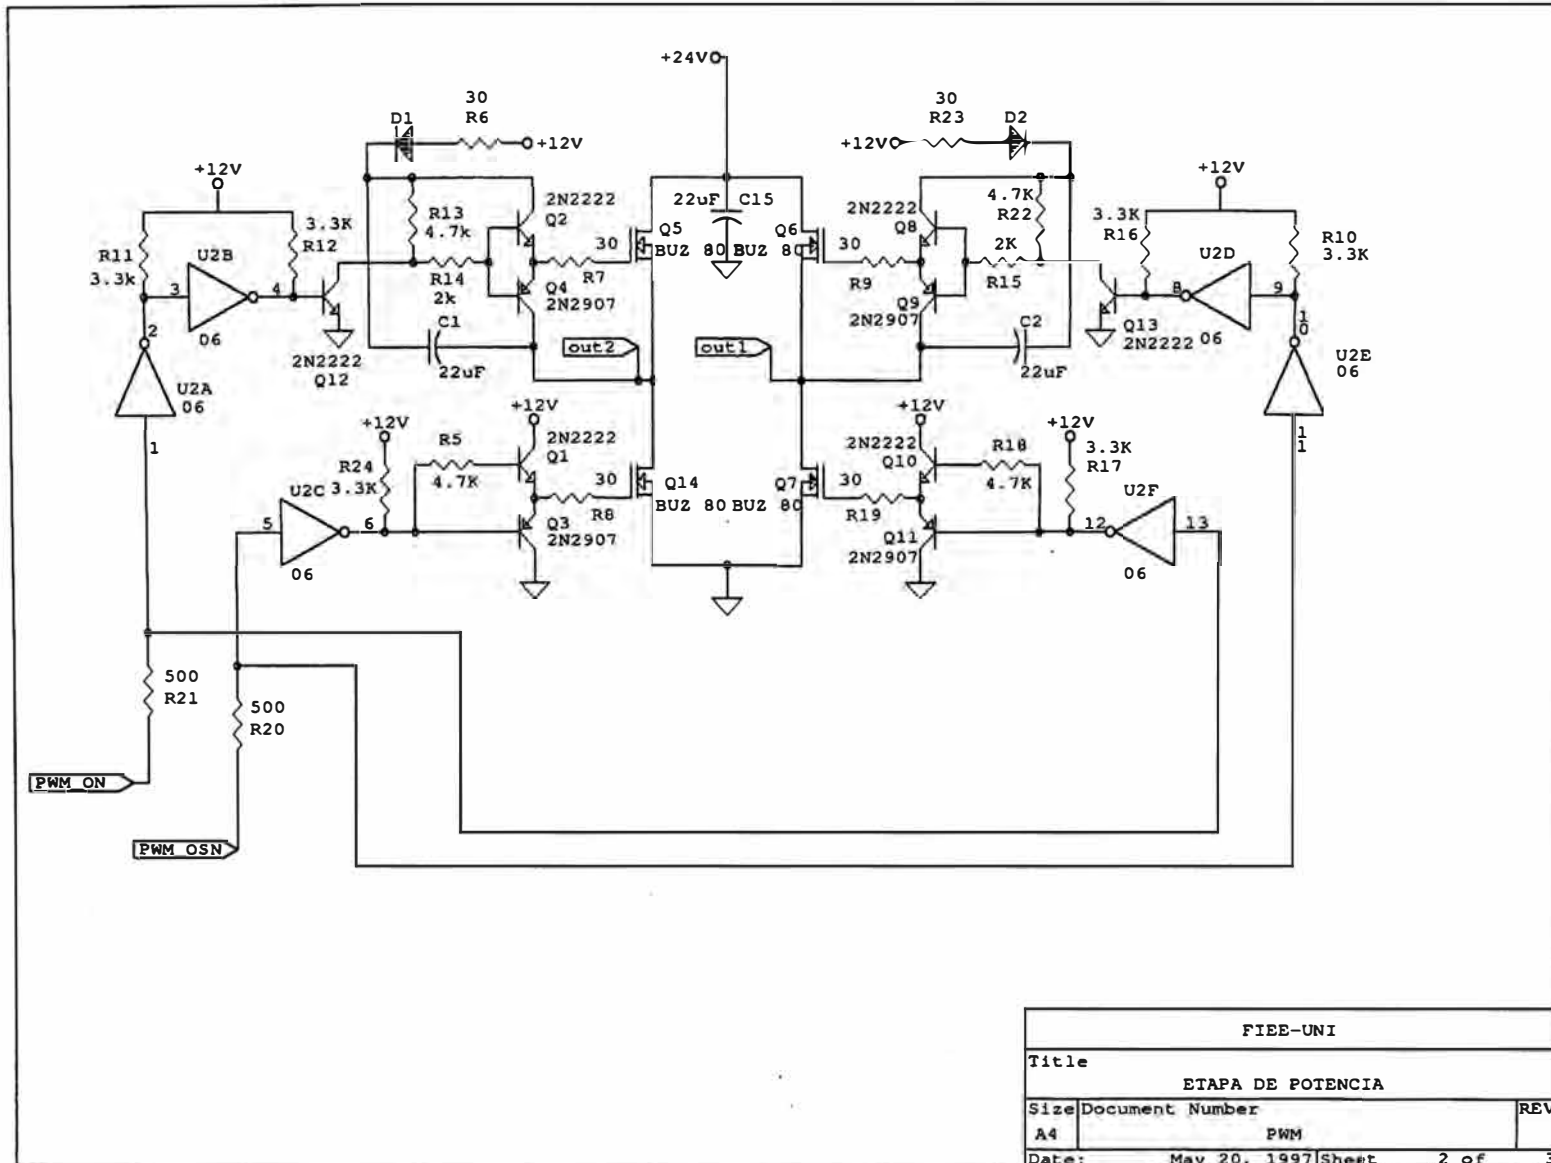 +24V
30
R6
D1
+12V
30
R23
D2
+12V
+12V
3.3K
R12
R11
3.3k
U2B
3
4
06
2
U2A
06
1
2N2222
Q12
R13
4.7k
R14
2k
2N2222
Q2
Q4
2N2907
C1
22uF
30
R7
Q5
BUZ 80
22uF
C15
Q6
BUZ 80
30
R9
2N2222
Q8
Q9
2N2907
4.7K
R22
2K
R15
C2
22uF
+12V
3.3K
R16
U2D
8
9
06
R10
3.3K
Q13
2N2222
10
U2E
06
11
out2
out1
+12V
R24
3.3K
U2C
5
6
06
R5
4.7K
+12V
2N2222
Q1
Q3
2N2907
30
R8
Q14
BUZ 80
Q7
BUZ 80
30
R19
+12V
2N2222
Q10
Q11
2N2907
R18
4.7K
+12V
3.3K
R17
U2F
12
13
06
500
R21
500
R20
PWM_ON
PWM_OSN
FIEE-UNI
Title
ETAPA DE POTENCIA
Size Document Number REV
A4 PWM
Date: May 20, 1997 Sheet 2 of 3